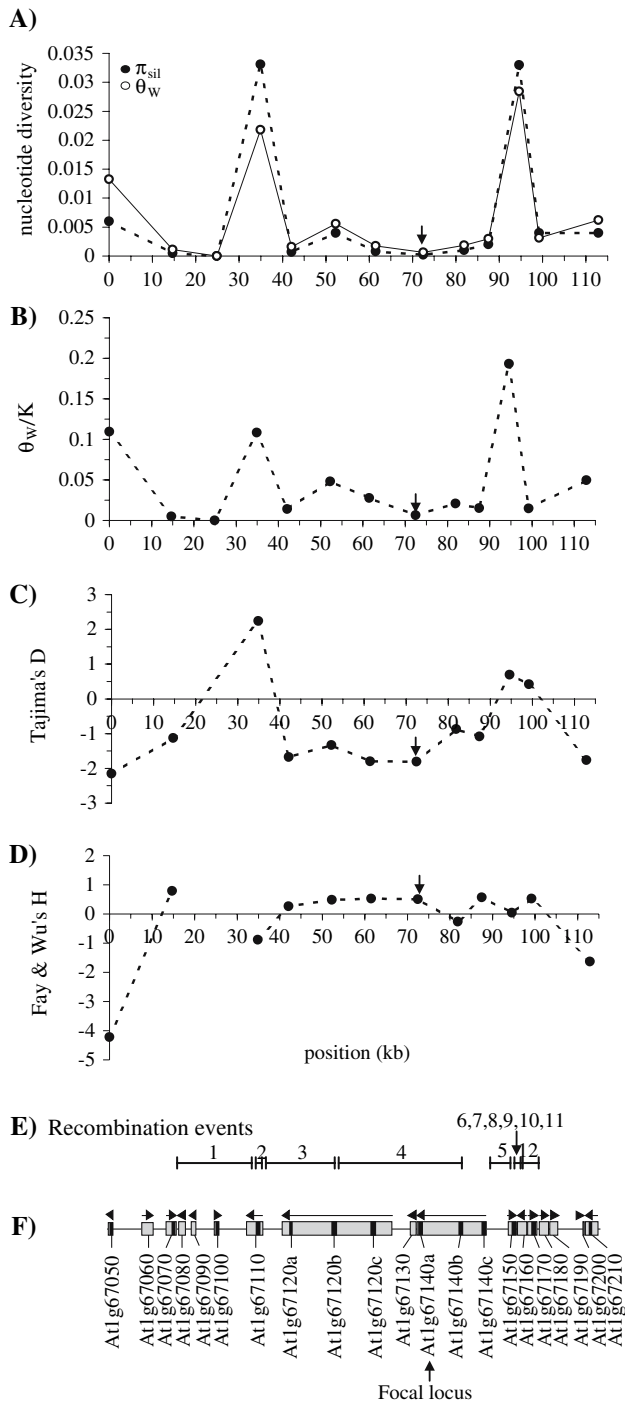 A)
nucleotide diversity
0.035
0.03
0.025
0.02
0.015
0.01
0.005
0
π_sil
θ_W
0 10 20 30 40 50 60 70 80 90 100 110
B)
θ_W/K
0.25
0.2
0.15
0.1
0.05
0
0 10 20 30 40 50 60 70 80 90 100 110
C)
Tajima's D
3
2
1
0
-1
-2
-3
0 10 20 30 40 50 60 70 80 90 100 110
D)
Fay & Wu's H
2
1
0
-1
-2
-3
-4
-5
0 10 20 30 40 50 60 70 80 90 100 110
position (kb)
E) Recombination events
6,7,8,9,10,11
1 2 3 4 5 12
F)
At1g67050
At1g67060
At1g67070
At1g67080
At1g67090
At1g67100
At1g67110
At1g67120a
At1g67120b
At1g67120c
At1g67130
At1g67140a
At1g67140b
At1g67140c
At1g67150
At1g67160
At1g67170
At1g67180
At1g67190
At1g67200
At1g67210
Focal locus